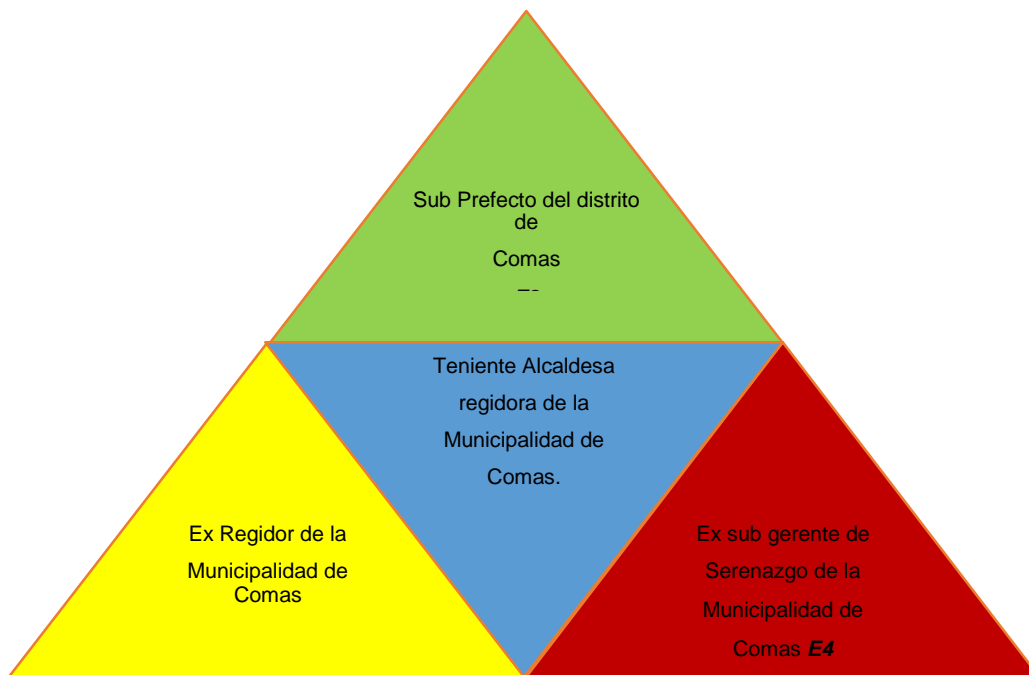 Sub Prefecto del distrito
de
Comas
Teniente Alcaldesa
regidora de la
Municipalidad de
Comas.
Ex Regidor de la
Municipalidad de
Comas
Ex sub gerente de
Serenazgo de la
Municipalidad de
Comas E4